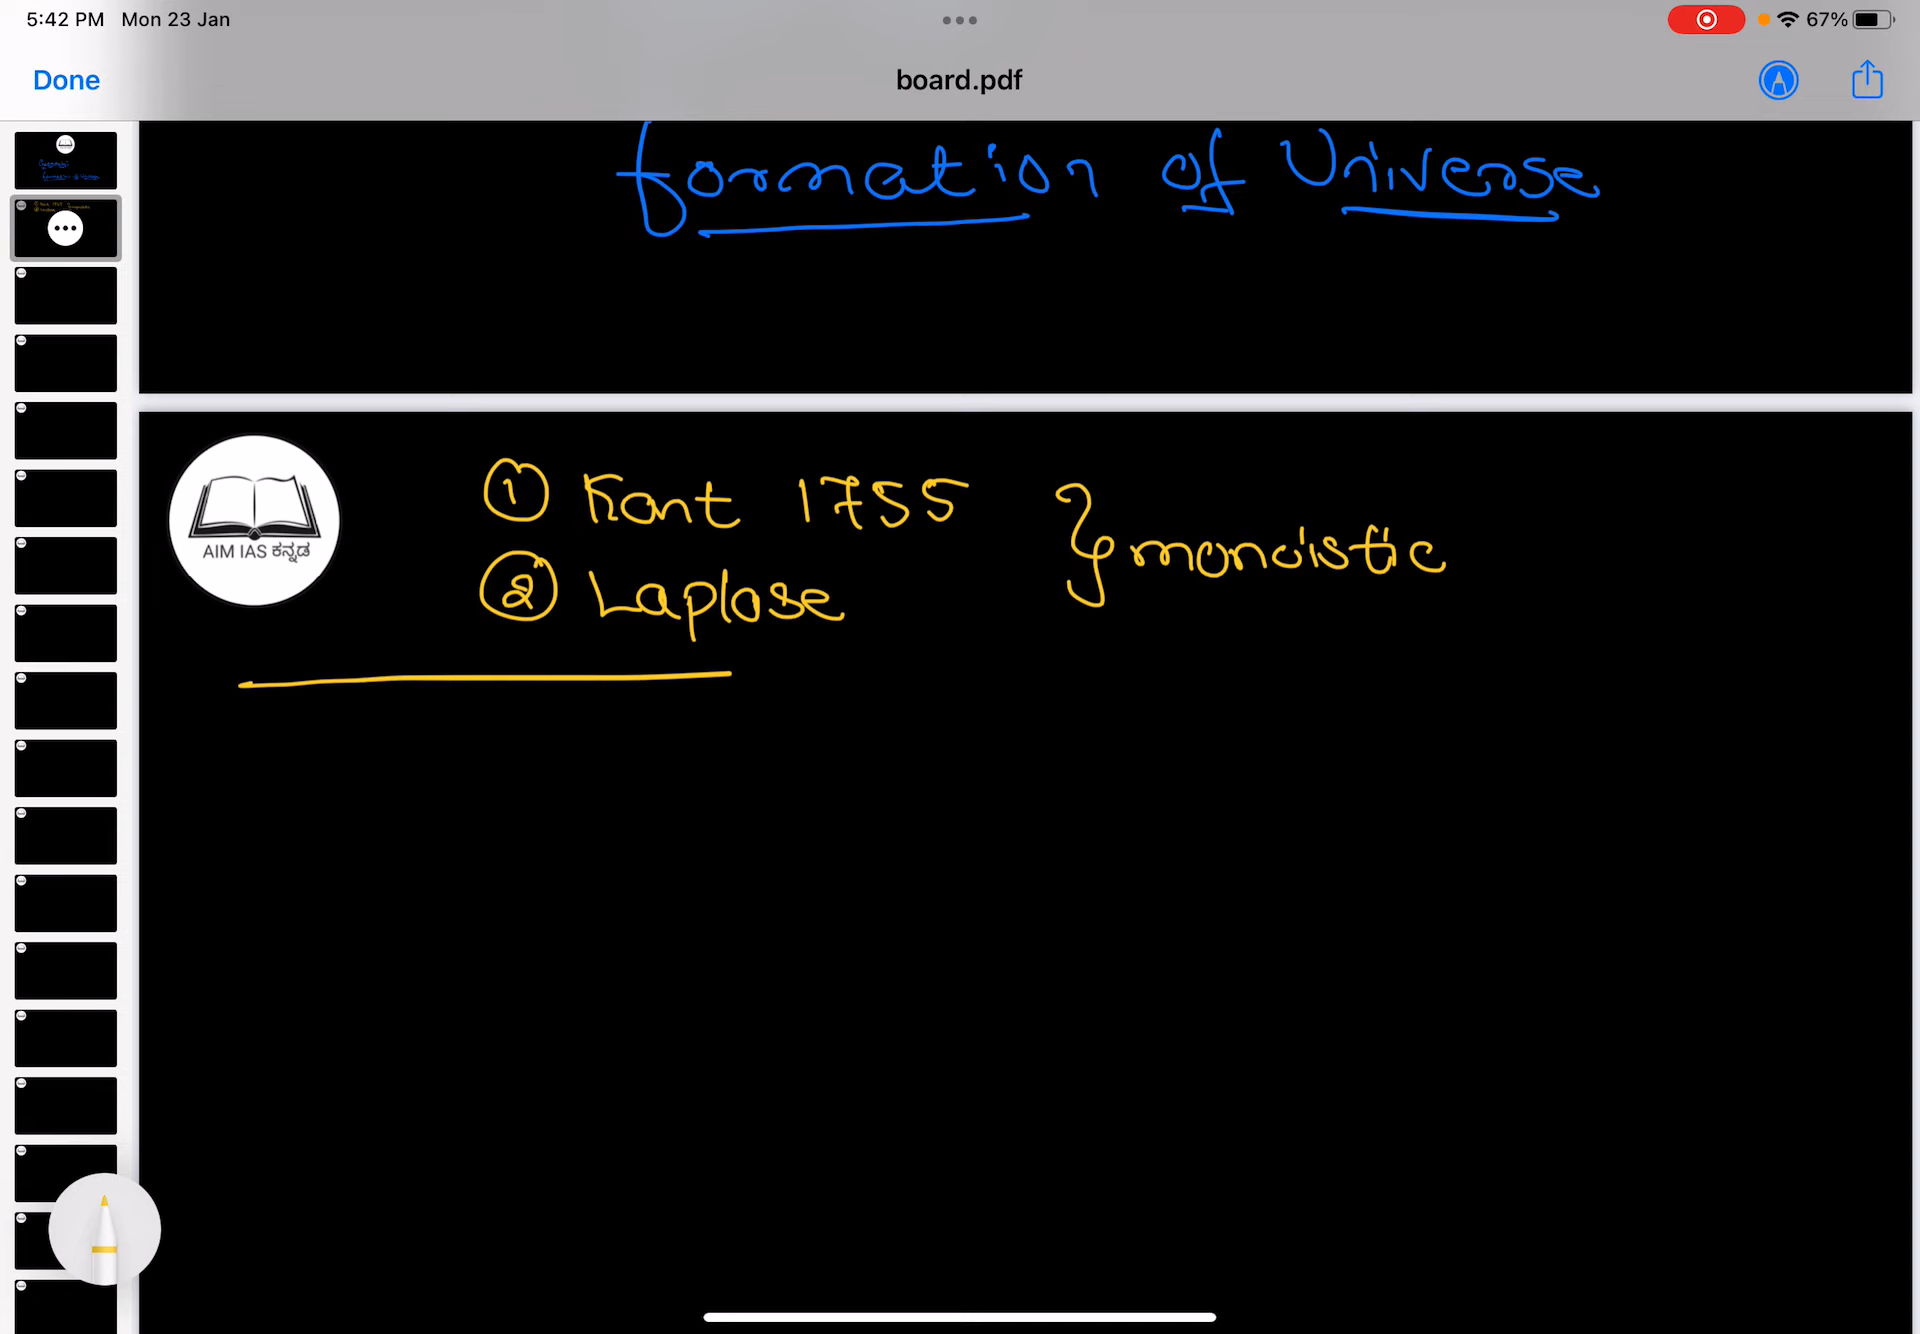 5:42 PM Mon 23 Jan
67%
Done
board.pdf
formation of Universe
AIM IAS ಕನ್ನಡ
① Kant 1755
② Laplase
} monoistic